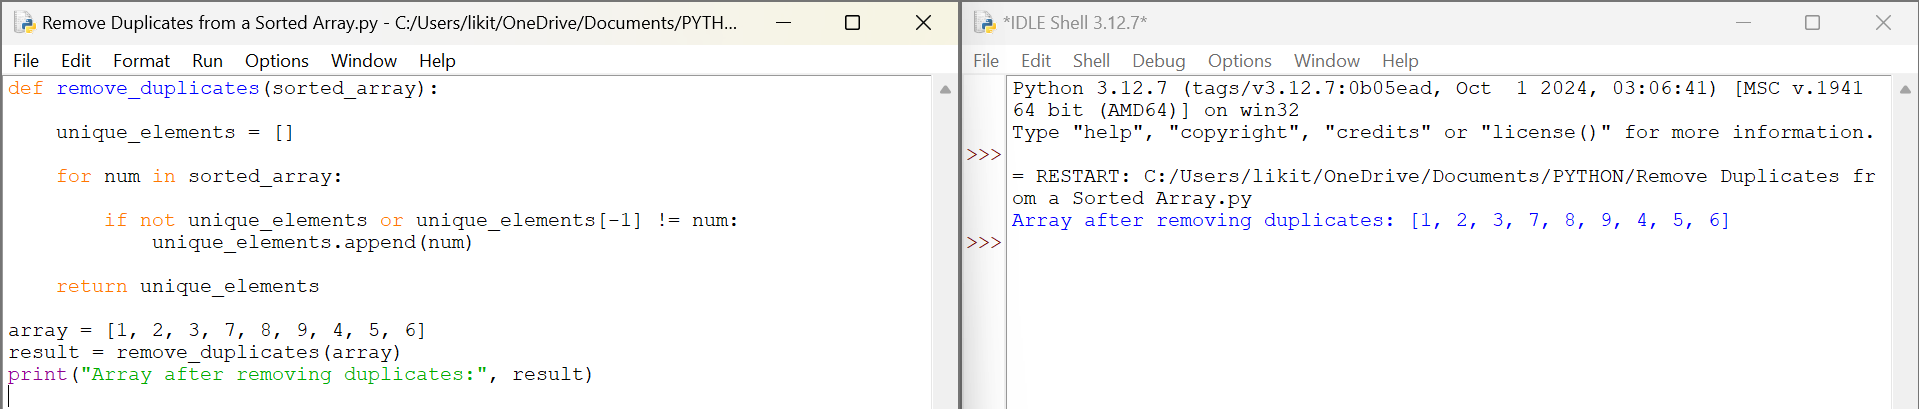 Remove Duplicates from a Sorted Array.py - C:/Users/likit/OneDrive/Documents/PYTH...
File Edit Format Run Options Window Help
def remove_duplicates(sorted_array):
    unique_elements = []
    for num in sorted_array:
        if not unique_elements or unique_elements[-1] != num:
            unique_elements.append(num)
    return unique_elements
array = [1, 2, 3, 7, 8, 9, 4, 5, 6]
result = remove_duplicates(array)
print("Array after removing duplicates:", result)
*IDLE Shell 3.12.7*
File Edit Shell Debug Options Window Help
Python 3.12.7 (tags/v3.12.7:0b05ead, Oct  1 2024, 03:06:41) [MSC v.1941
64 bit (AMD64)] on win32
Type "help", "copyright", "credits" or "license()" for more information.
>>>
= RESTART: C:/Users/likit/OneDrive/Documents/PYTHON/Remove Duplicates fr
om a Sorted Array.py
Array after removing duplicates: [1, 2, 3, 7, 8, 9, 4, 5, 6]
>>>